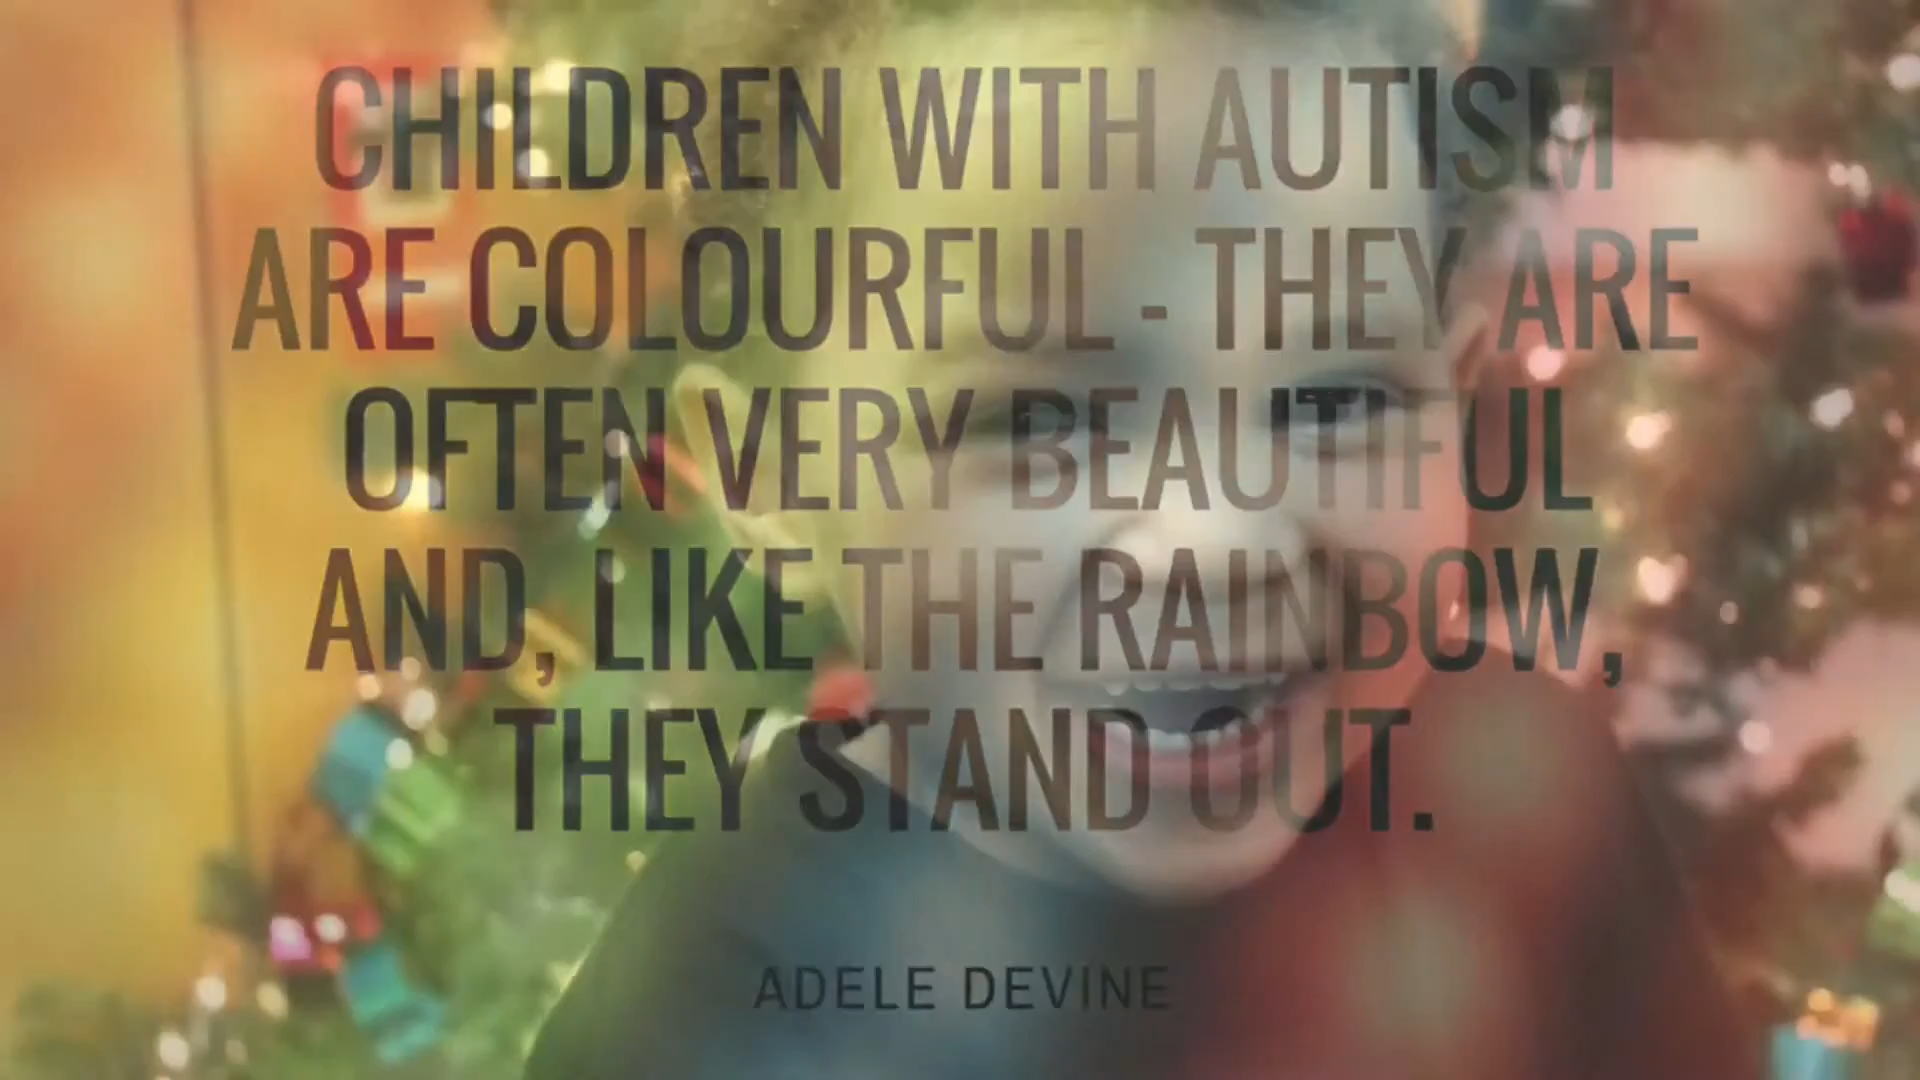 CHILDREN WITH AUTISM
ARE COLOURFUL - THEY ARE
OFTEN VERY BEAUTIFUL
AND, LIKE THE RAINBOW,
THEY STAND OUT.
ADELE DEVINE